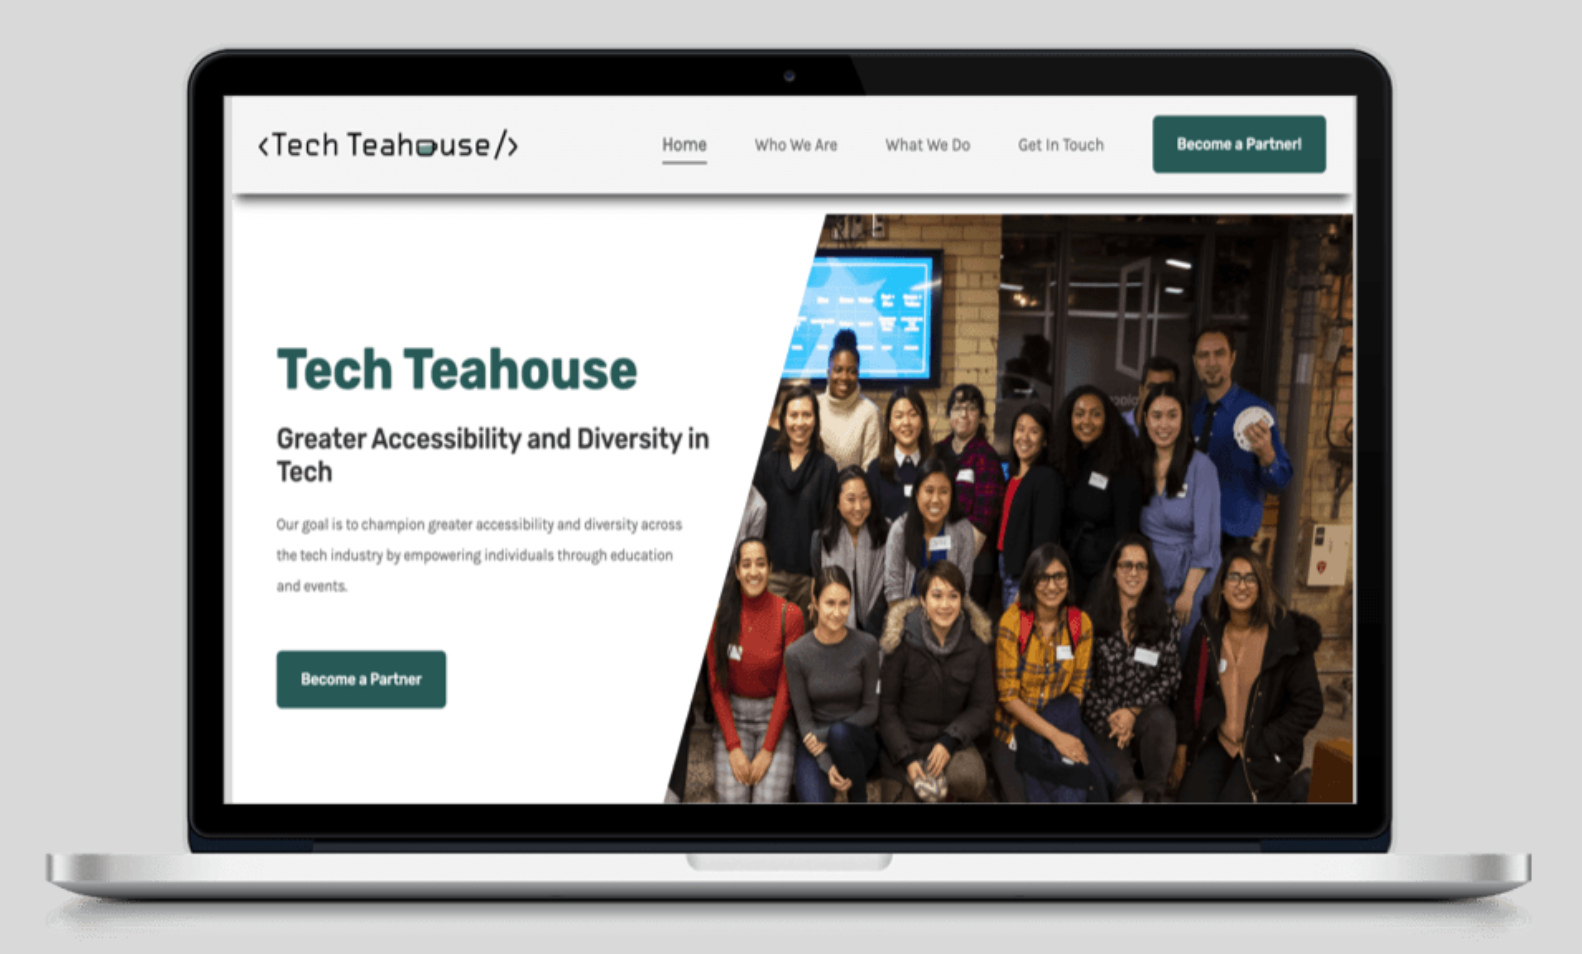 <Tech Teahouse/>
Home
Who We Are
What We Do
Get In Touch
Become a Partner!
Tech Teahouse
Greater Accessibility and Diversity in
Tech
Our goal is to champion greater accessibility and diversity across
the tech industry by empowering individuals through education
and events.
Become a Partner